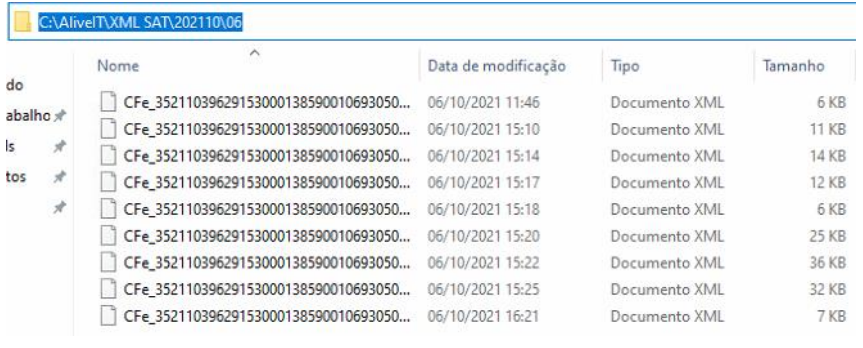 C:\AliveIT\XML SAT\202110\06
Nome Data de modificação Tipo Tamanho
do
abalho
ls
tos
CFe_35211039629153000138590010693050... 06/10/2021 11:46 Documento XML 6 KB
CFe_35211039629153000138590010693050... 06/10/2021 15:10 Documento XML 11 KB
CFe_35211039629153000138590010693050... 06/10/2021 15:14 Documento XML 14 KB
CFe_35211039629153000138590010693050... 06/10/2021 15:17 Documento XML 12 KB
CFe_35211039629153000138590010693050... 06/10/2021 15:18 Documento XML 6 KB
CFe_35211039629153000138590010693050... 06/10/2021 15:20 Documento XML 25 KB
CFe_35211039629153000138590010693050... 06/10/2021 15:22 Documento XML 36 KB
CFe_35211039629153000138590010693050... 06/10/2021 15:25 Documento XML 32 KB
CFe_35211039629153000138590010693050... 06/10/2021 16:21 Documento XML 7 KB